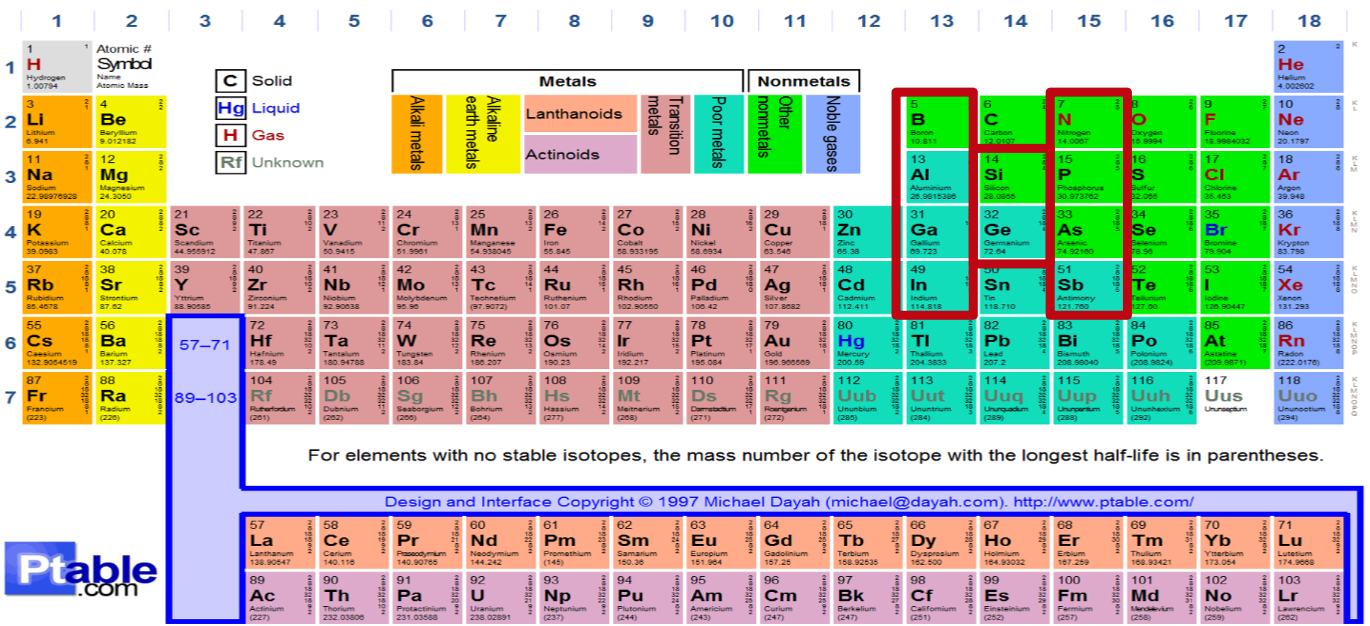 1 2 3 4 5 6 7 8 9 10 11 12 13 14 15 16 17 18
1 Atomic # 2
1 H Symbol He
Hydrogen Name Helium
1.00794 Atomic Mass 4.002602
C Solid
Hg Liquid
H Gas
Rf Unknown
Metals Nonmetals
Alkali metals
Alkaline earth metals
Lanthanoids
Actinoids
Transition metals
Poor metals
Other nonmetals
Noble gases
3 4 5 6 7 8 9 10
2 Li Be B C N O F Ne
Lithium Beryllium Boron Carbon Nitrogen Oxygen Fluorine Neon
6.941 9.012182 10.811 12.0107 14.0067 15.9994 18.9984032 20.1797
11 12 13 14 15 16 17 18
3 Na Mg Al Si P S Cl Ar
Sodium Magnesium Aluminium Silicon Phosphorus Sulfur Chlorine Argon
22.98976928 24.3050 26.9815386 28.0855 30.973762 32.065 35.453 39.948
19 20 21 22 23 24 25 26 27 28 29 30 31 32 33 34 35 36
4 K Ca Sc Ti V Cr Mn Fe Co Ni Cu Zn Ga Ge As Se Br Kr
Potassium Calcium Scandium Titanium Vanadium Chromium Manganese Iron Cobalt Nickel Copper Zinc Gallium Germanium Arsenic Selenium Bromine Krypton
39.0983 40.078 44.955912 47.867 50.9415 51.9961 54.938045 55.845 58.933195 58.6934 63.546 65.38 69.723 72.64 74.92160 78.96 79.904 83.798
37 38 39 40 41 42 43 44 45 46 47 48 49 50 51 52 53 54
5 Rb Sr Y Zr Nb Mo Tc Ru Rh Pd Ag Cd In Sn Sb Te I Xe
Rubidium Strontium Yttrium Zirconium Niobium Molybdenum Technetium Ruthenium Rhodium Palladium Silver Cadmium Indium Tin Antimony Tellurium Iodine Xenon
85.4678 87.62 88.90585 91.224 92.90638 95.96 (97.9072) 101.07 102.90550 106.42 107.8682 112.411 114.818 118.710 121.760 127.60 126.90447 131.293
55 56 72 73 74 75 76 77 78 79 80 81 82 83 84 85 86
6 Cs Ba 57–71 Hf Ta W Re Os Ir Pt Au Hg Tl Pb Bi Po At Rn
Caesium Barium Hafnium Tantalum Tungsten Rhenium Osmium Iridium Platinum Gold Mercury Thallium Lead Bismuth Polonium Astatine Radon
132.9054519 137.327 178.49 180.94788 183.84 186.207 190.23 192.217 195.084 196.966569 200.59 204.3833 207.2 208.98040 (208.9824) (209.9871) (222.0176)
87 88 104 105 106 107 108 109 110 111 112 113 114 115 116 117 118
7 Fr Ra 89–103 Rf Db Sg Bh Hs Mt Ds Rg Uub Uut Uuq Uup Uuh Uus Uuo
Francium Radium Rutherfordium Dubnium Seaborgium Bohrium Hassium Meitnerium Darmstadtium Roentgenium Ununbium Ununtrium Ununquadium Ununpentium Ununhexium Ununseptium Ununoctium
(223) (226) (261) (262) (266) (264) (277) (268) (271) (272) (285) (284) (289) (288) (292) (294)
For elements with no stable isotopes, the mass number of the isotope with the longest half-life is in parentheses.
Design and Interface Copyright © 1997 Michael Dayah (michael@dayah.com). http://www.ptable.com/
57 58 59 60 61 62 63 64 65 66 67 68 69 70 71
La Ce Pr Nd Pm Sm Eu Gd Tb Dy Ho Er Tm Yb Lu
Lanthanum Cerium Praseodymium Neodymium Promethium Samarium Europium Gadolinium Terbium Dysprosium Holmium Erbium Thulium Ytterbium Lutetium
138.90547 140.116 140.90765 144.242 (145) 150.36 151.964 157.25 158.92535 162.500 164.93032 167.259 168.93421 173.054 174.9668
89 90 91 92 93 94 95 96 97 98 99 100 101 102 103
Ac Th Pa U Np Pu Am Cm Bk Cf Es Fm Md No Lr
Actinium Thorium Protactinium Uranium Neptunium Plutonium Americium Curium Berkelium Californium Einsteinium Fermium Mendelevium Nobelium Lawrencium
(227) 232.03806 231.03588 238.02891 (237) (244) (243) (247) (247) (251) (252) (257) (258) (259) (262)
Ptable
.com